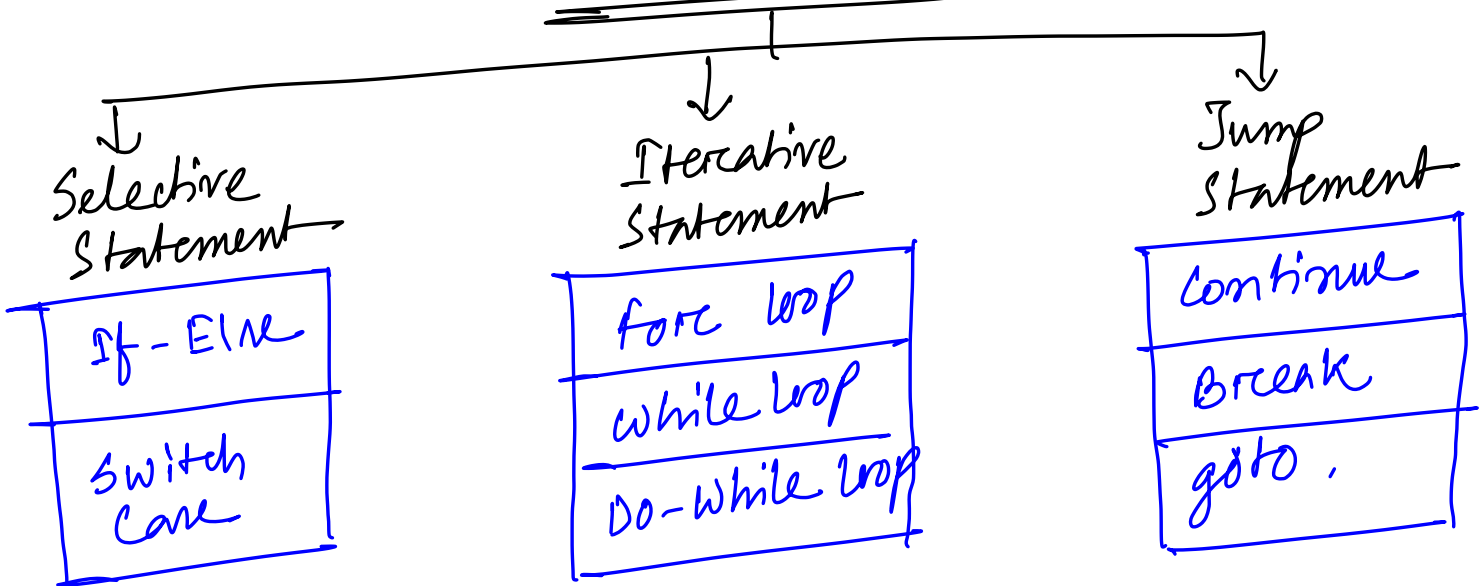 Selective
Statement
If-Else
Switch
Case
Iterative
Statement
for loop
while loop
Do-while loop
Jump
Statement
Continue
Break
goto.